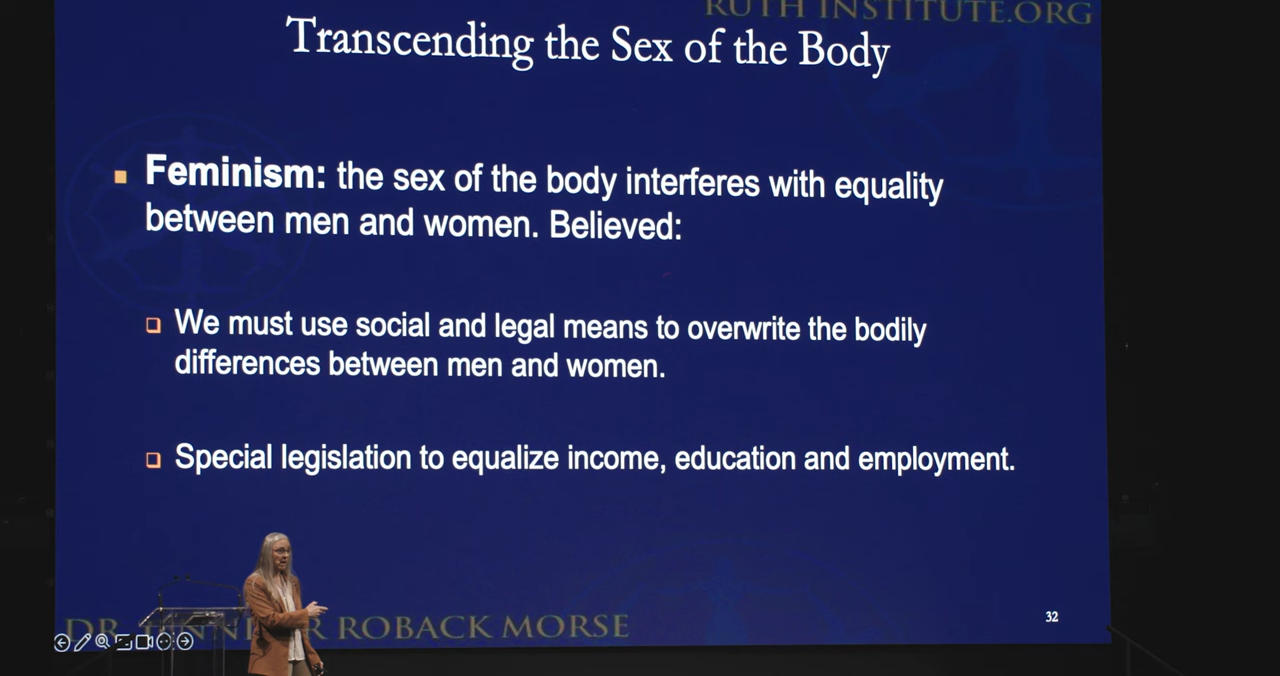 RUTH INSTITUTE.ORG
Transcending the Sex of the Body
Feminism: the sex of the body interferes with equality
between men and women. Believed:
We must use social and legal means to overwrite the bodily
differences between men and women.
Special legislation to equalize income, education and employment.
32
DR. JENNIFER ROBACK MORSE